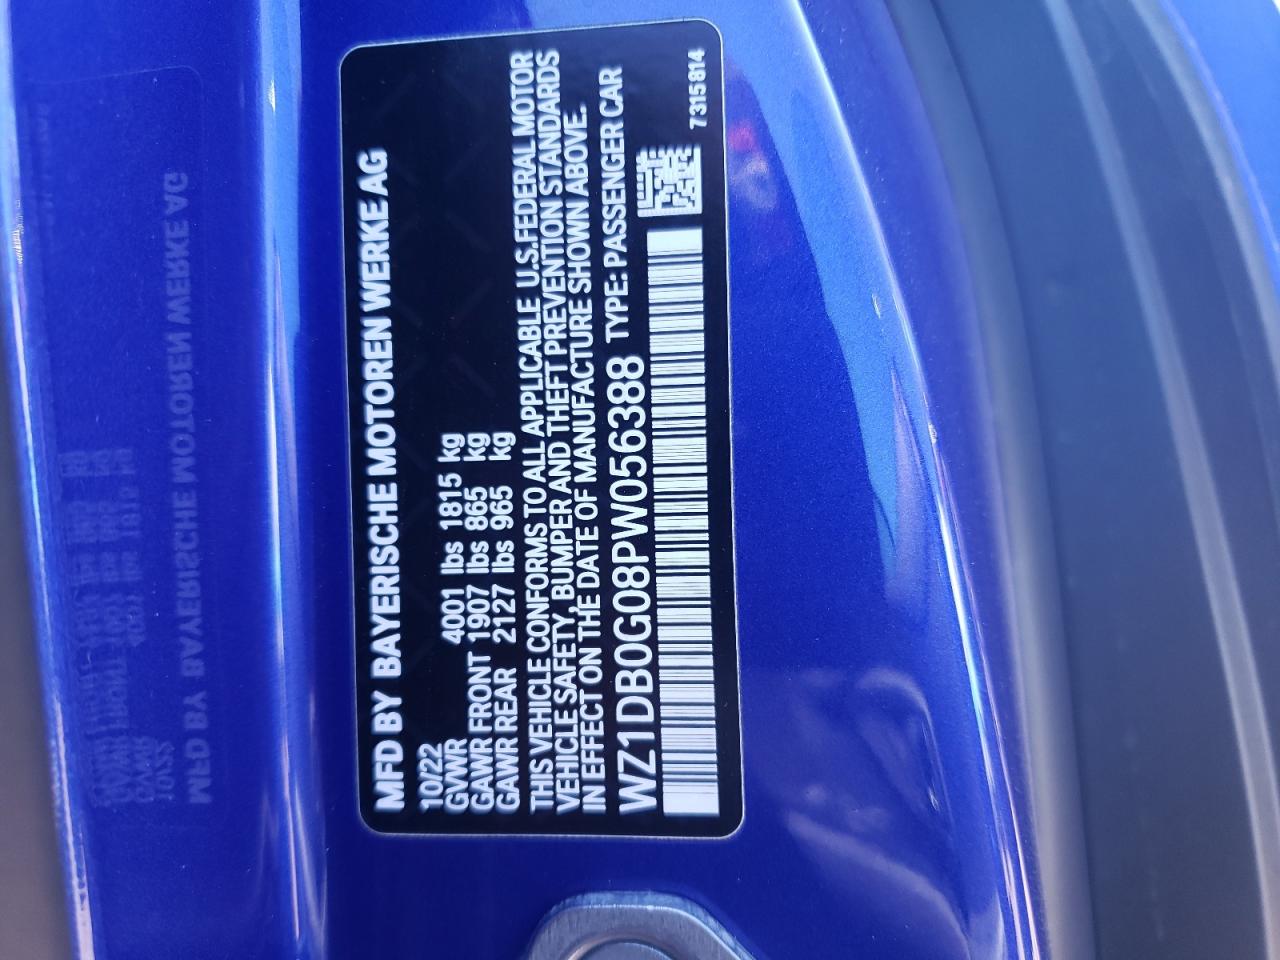 MFD BY BAYERISCHE MOTOREN WERKE AG
10/22
GVWR 4001 lbs 1815 kg
GAWR FRONT 1907 lbs 865 kg
GAWR REAR 2127 lbs 965 kg
THIS VEHICLE CONFORMS TO ALL APPLICABLE U.S.FEDERAL MOTOR
VEHICLE SAFETY, BUMPER AND THEFT PREVENTION STANDARDS
IN EFFECT ON THE DATE OF MANUFACTURE SHOWN ABOVE.
WZ1DB0G08PW056388 TYPE: PASSENGER CAR
7315814